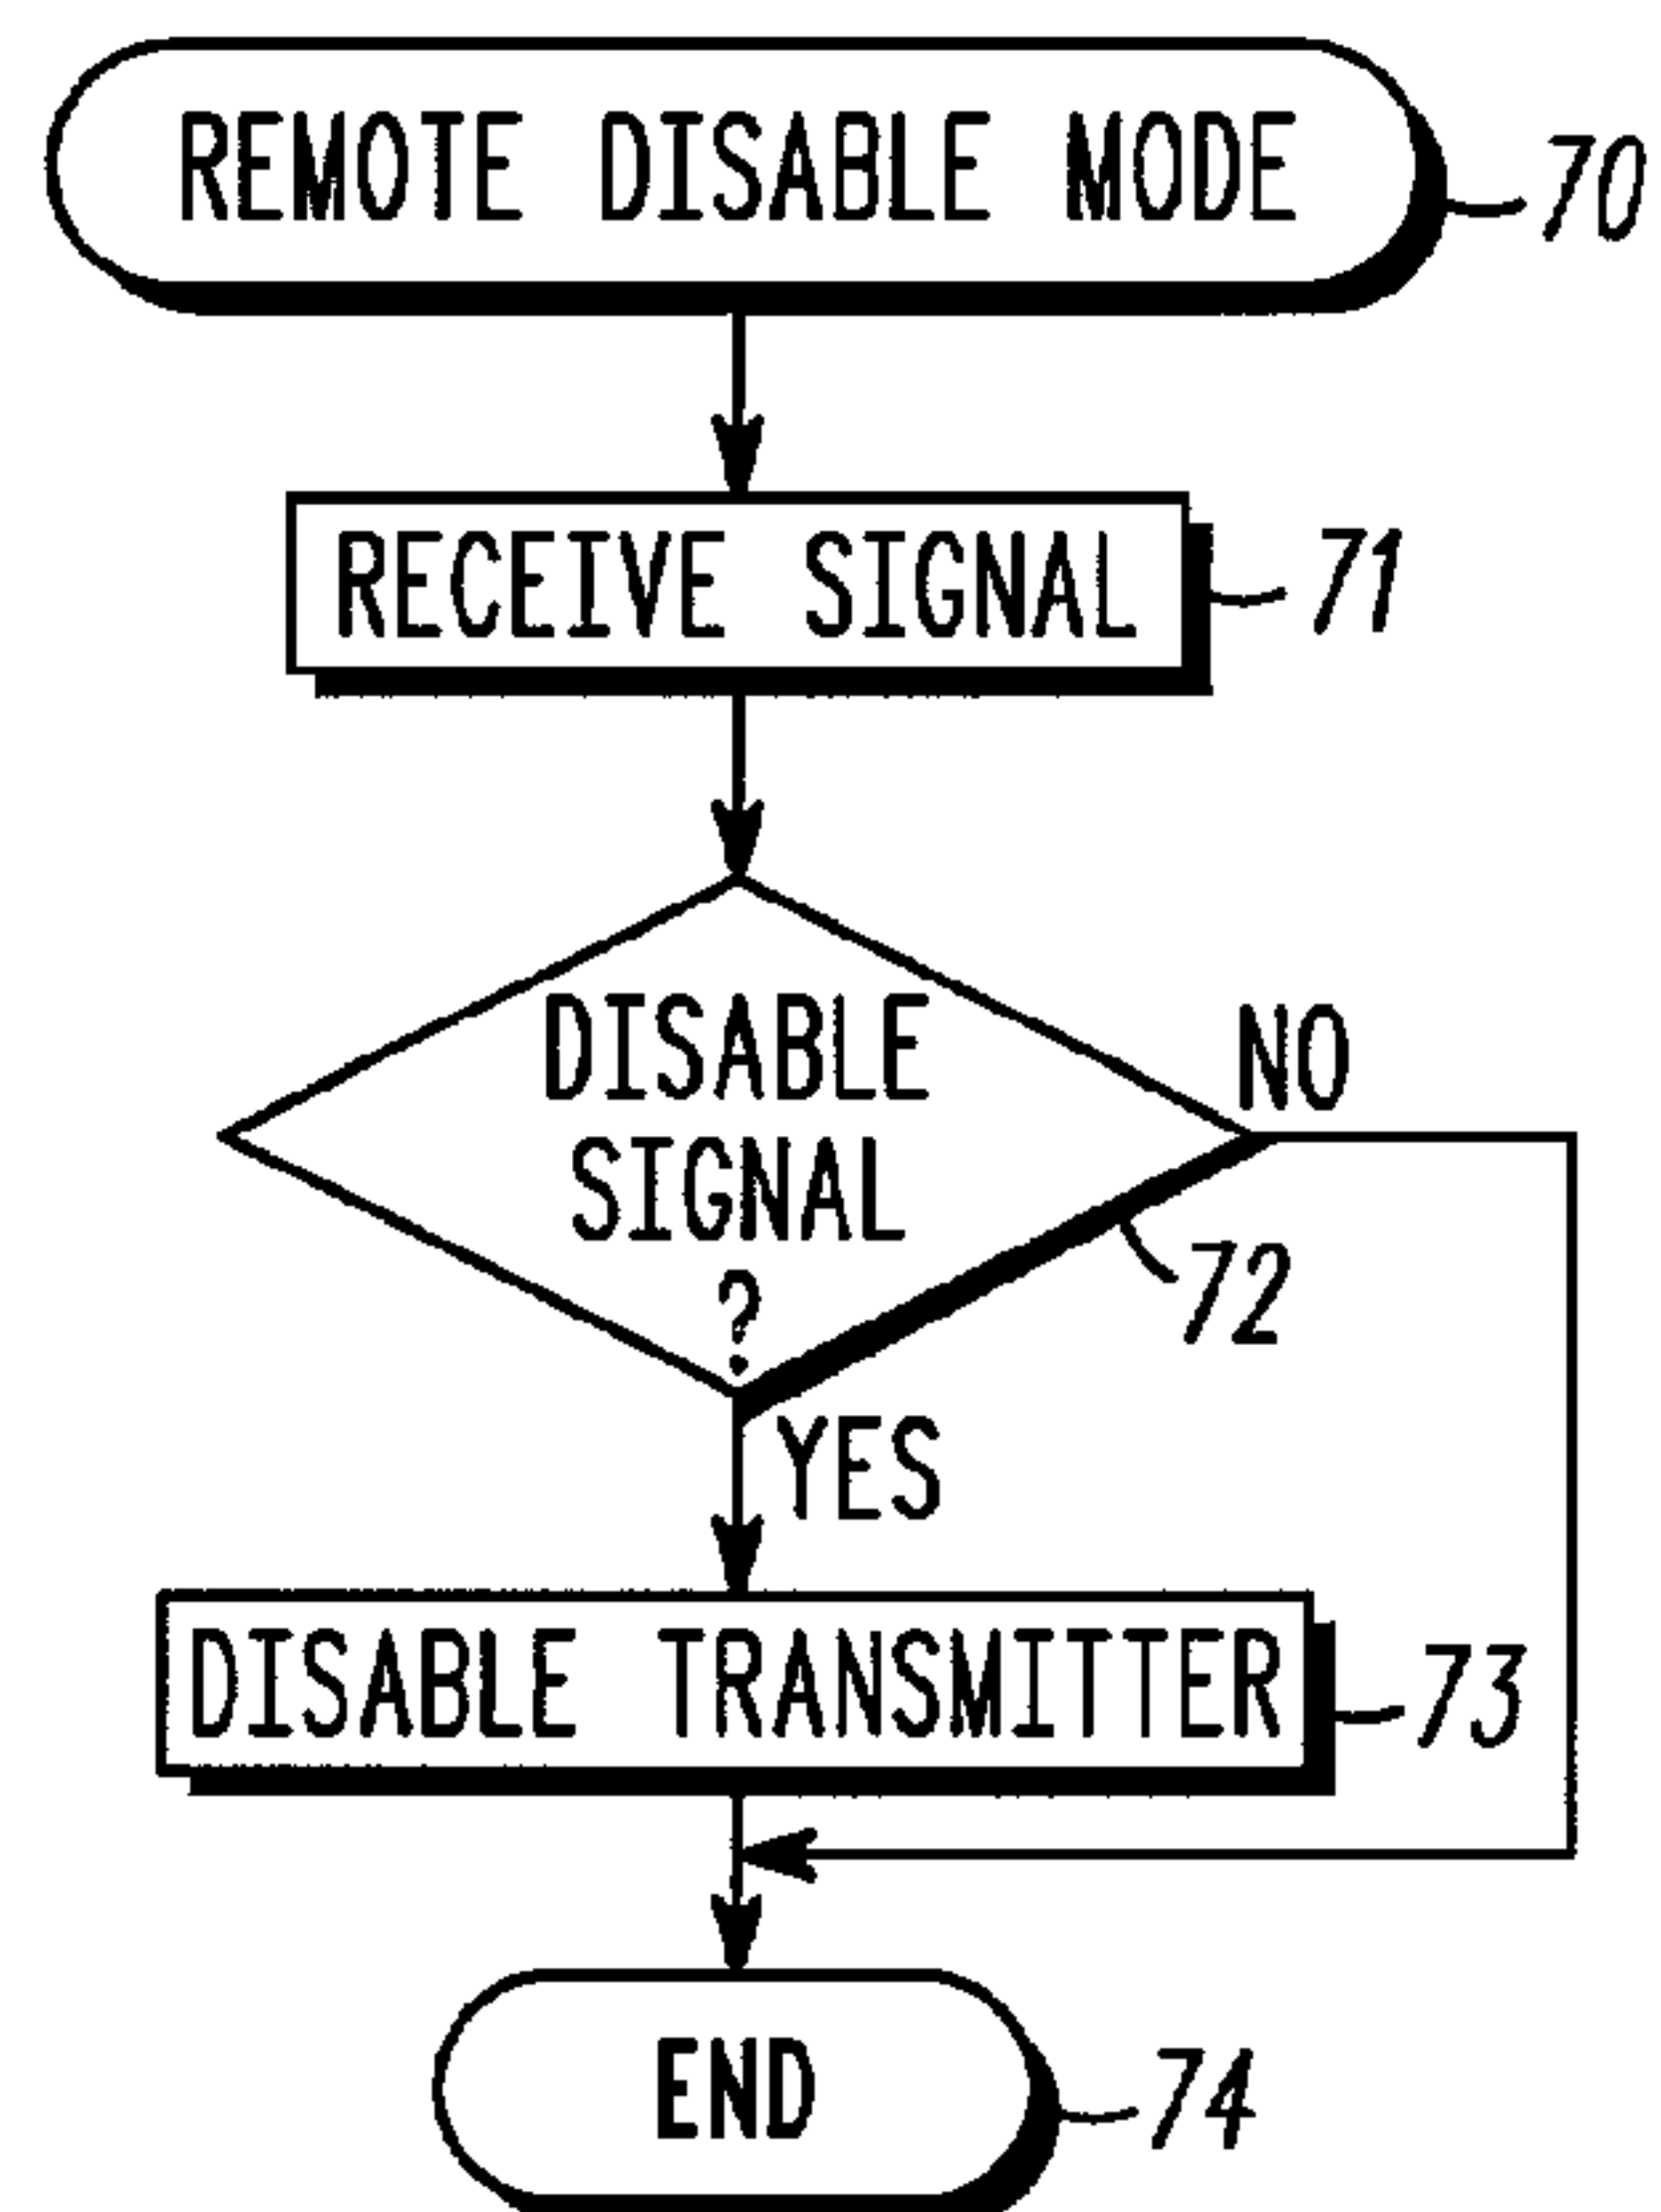 REMOTE DISABLE MODE
70
RECEIVE SIGNAL
71
DISABLE
SIGNAL
?
NO
72
YES
DISABLE TRANSMITTER
73
END
74